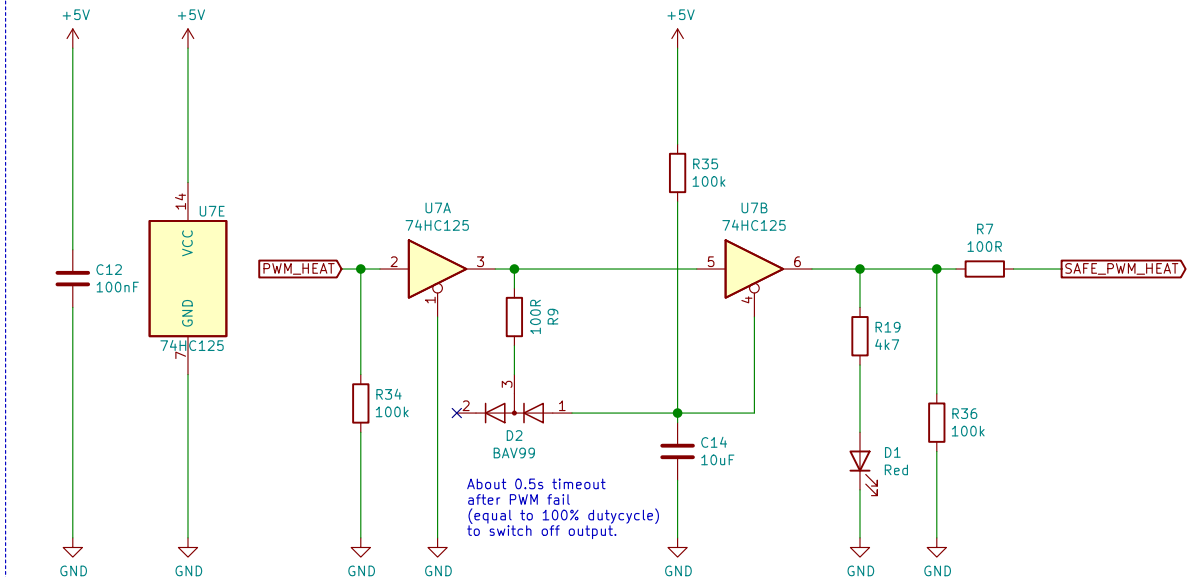 +5V
+5V
+5V
C12
100nF
14
U7E
VCC
GND
74HC125
7
PWM_HEAT
2
U7A
74HC125
3
1
R34
100k
100R
R9
3
2
1
D2
BAV99
R35
100k
U7B
74HC125
5
6
4
C14
10uF
R7
100R
SAFE_PWM_HEAT
R19
4k7
R36
100k
D1
Red
About 0.5s timeout
after PWM fail
(equal to 100% dutycycle)
to switch off output.
GND
GND
GND
GND
GND
GND
GND